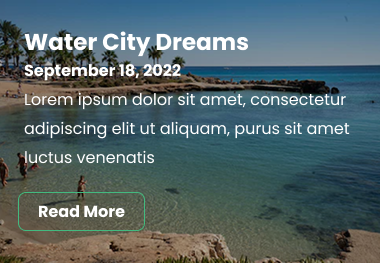 Water City Dreams
September 18, 2022
Lorem ipsum dolor sit amet, consectetur
adipiscing elit ut aliquam, purus sit amet
luctus venenatis
Read More